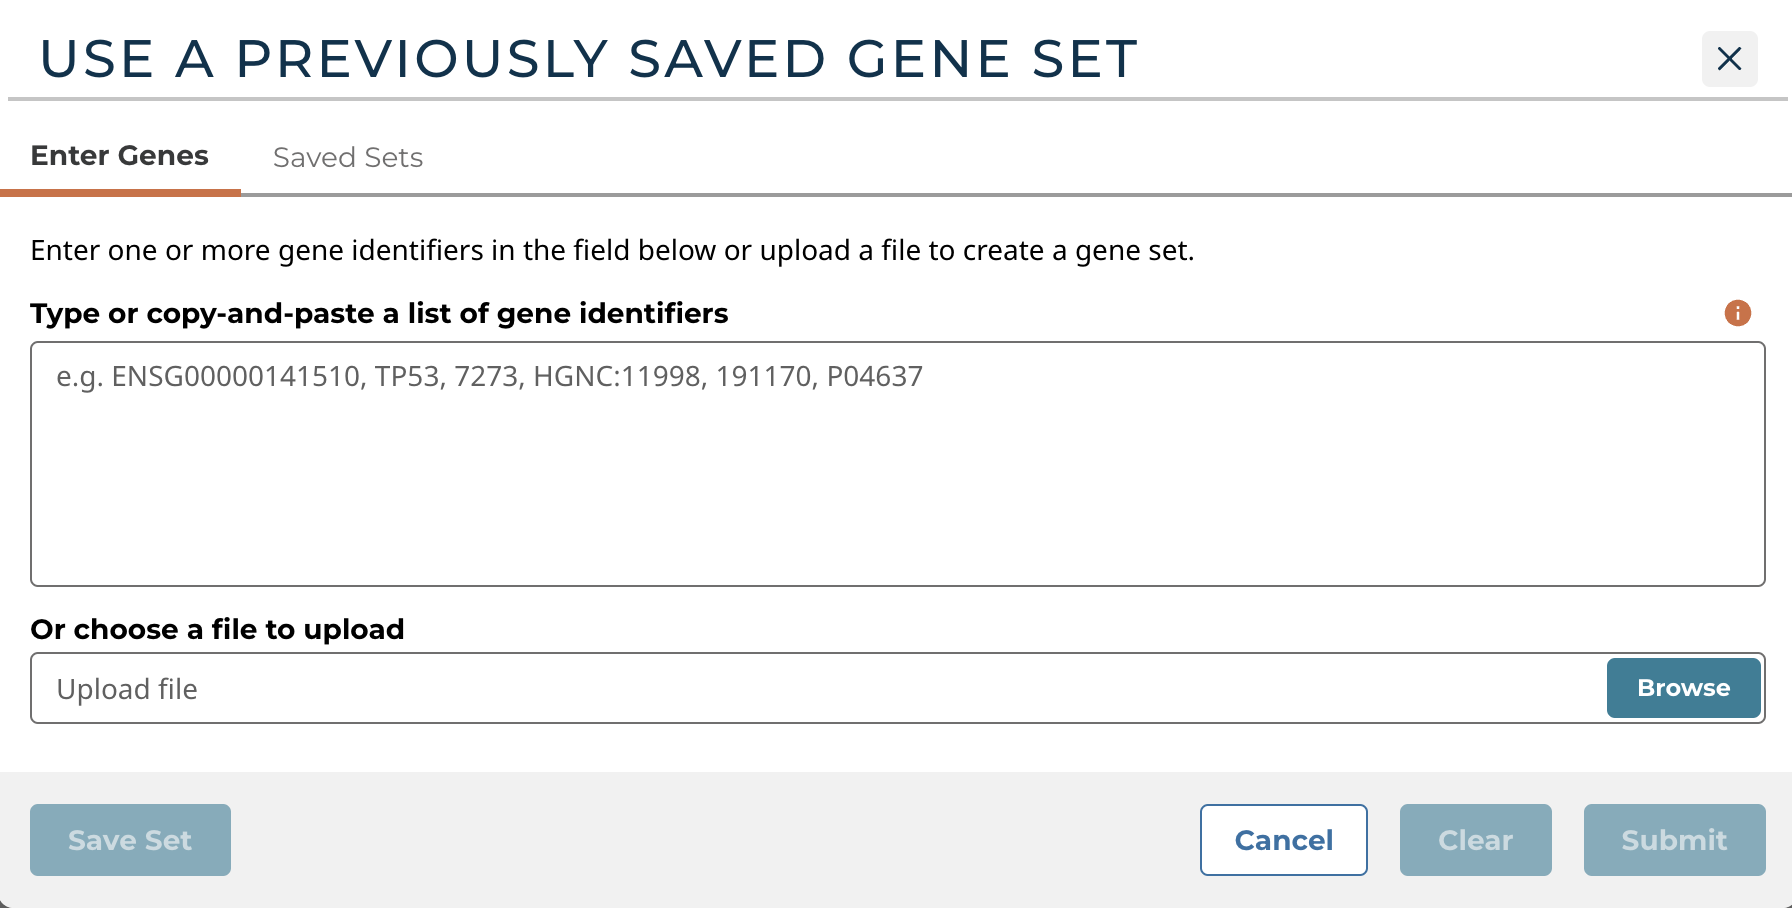 USE A PREVIOUSLY SAVED GENE SET
Enter Genes
Saved Sets
Enter one or more gene identifiers in the field below or upload a file to create a gene set.
Type or copy-and-paste a list of gene identifiers
e.g. ENSG00000141510, TP53, 7273, HGNC:11998, 191170, P04637
Or choose a file to upload
Upload file
Browse
Save Set
Cancel
Clear
Submit